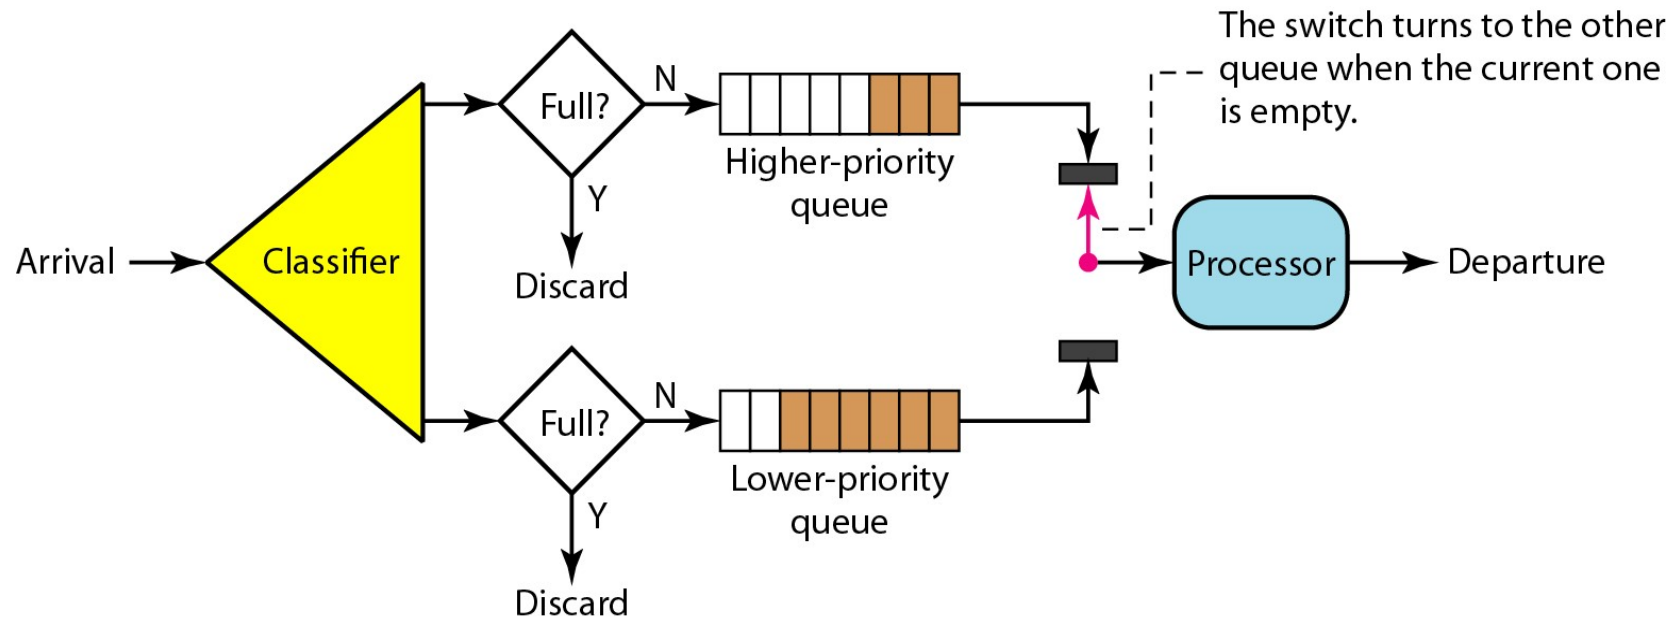 The switch turns to the other
queue when the current one
is empty.
N
Full?
Higher-priority
queue
Y
Discard
Arrival
Classifier
Processor
Departure
N
Full?
Lower-priority
queue
Y
Discard